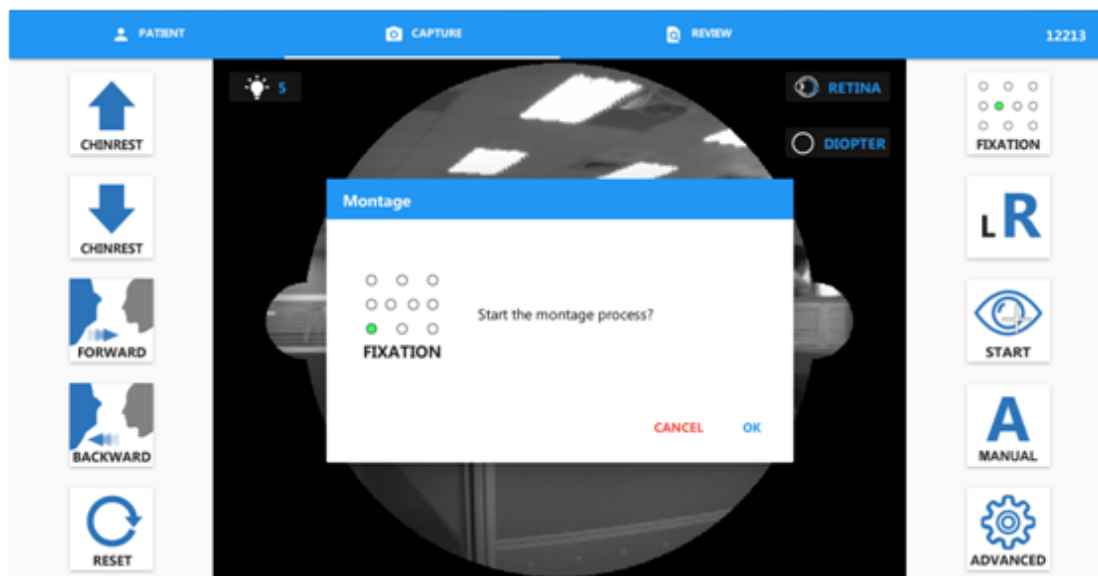 PATIENT
CAPTURE
REVIEW
12213
CHINREST
CHINREST
FORWARD
BACKWARD
RESET
5
RETINA
DIOPTER
Montage
FIXATION
Start the montage process?
CANCEL
OK
FIXATION
L R
START
A
MANUAL
ADVANCED